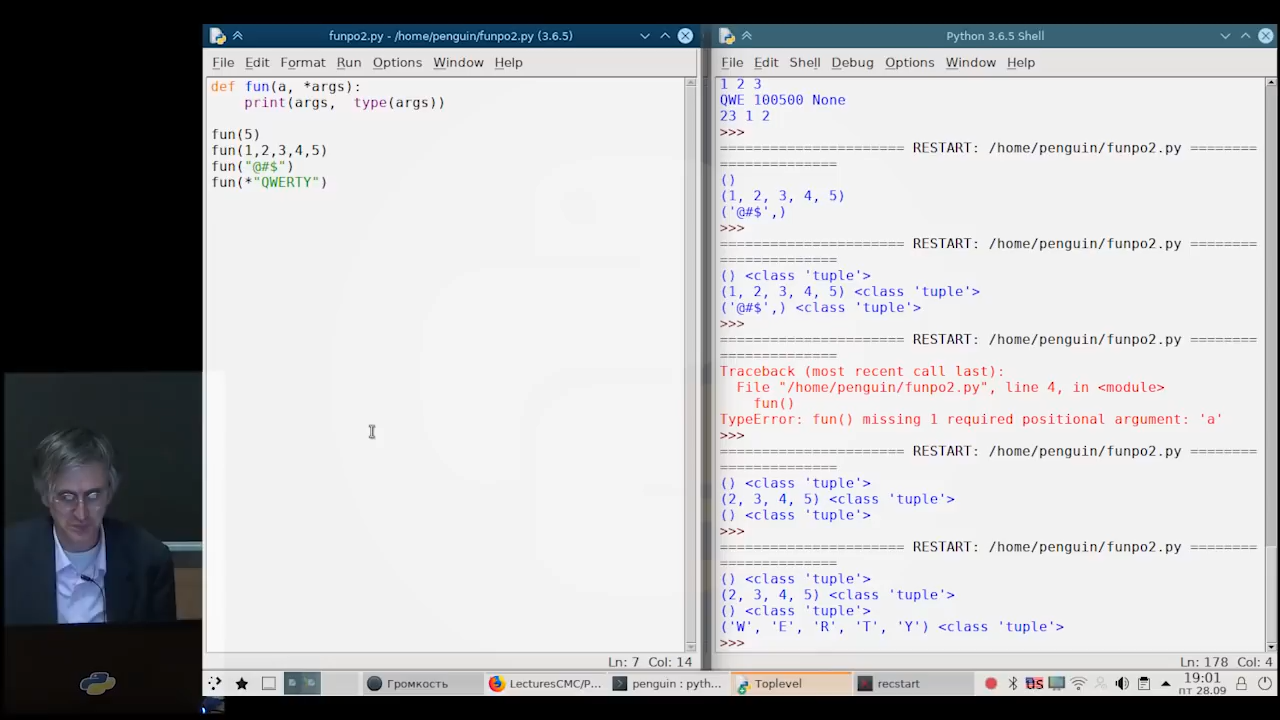 funpo2.py - /home/penguin/funpo2.py (3.6.5)
File Edit Format Run Options Window Help
def fun(a, *args):
    print(args,  type(args))

fun(5)
fun(1,2,3,4,5)
fun("@#$")
fun(*"QWERTY")
Ln: 7 Col: 14
Python 3.6.5 Shell
File Edit Shell Debug Options Window Help
1 2 3
QWE 100500 None
23 1 2
>>>
====================== RESTART: /home/penguin/funpo2.py ========
==============
()
(1, 2, 3, 4, 5)
('@#$',)
>>>
====================== RESTART: /home/penguin/funpo2.py ========
==============
() <class 'tuple'>
(1, 2, 3, 4, 5) <class 'tuple'>
('@#$',) <class 'tuple'>
>>>
====================== RESTART: /home/penguin/funpo2.py ========
==============
Traceback (most recent call last):
  File "/home/penguin/funpo2.py", line 4, in <module>
    fun()
TypeError: fun() missing 1 required positional argument: 'a'
>>>
====================== RESTART: /home/penguin/funpo2.py ========
==============
() <class 'tuple'>
(2, 3, 4, 5) <class 'tuple'>
() <class 'tuple'>
>>>
====================== RESTART: /home/penguin/funpo2.py ========
==============
() <class 'tuple'>
(2, 3, 4, 5) <class 'tuple'>
() <class 'tuple'>
('W', 'E', 'R', 'T', 'Y') <class 'tuple'>
>>>
Ln: 178 Col: 4
Громкость LecturesCMC/P... penguin : pyth... Toplevel recstart US 19:01
пт 28.09